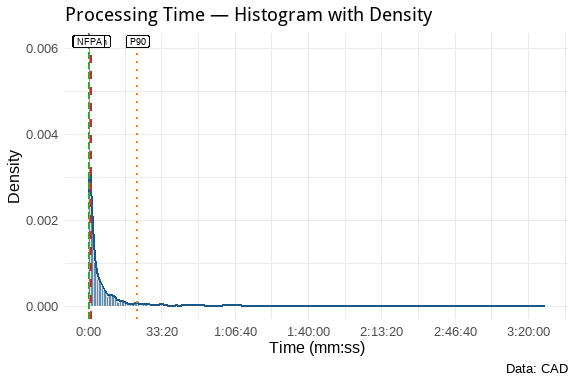 Processing Time — Histogram with Density
NFPA P90
0.006
0.004
0.002
0.000
Density
0:00 33:20 1:06:40 1:40:00 2:13:20 2:46:40 3:20:00
Time (mm:ss)
Data: CAD